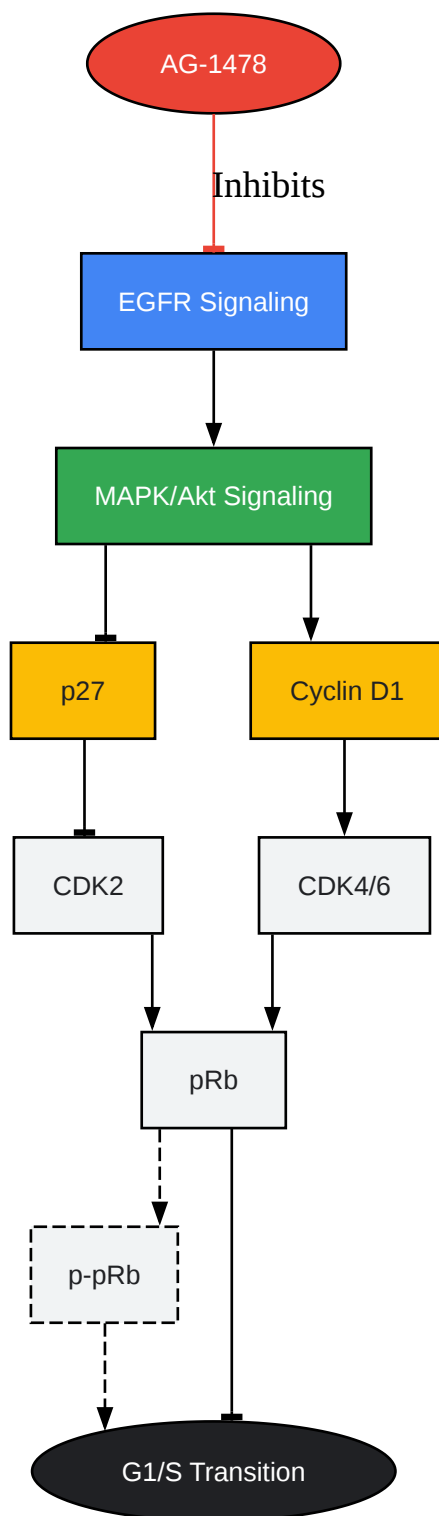 AG-1478
Inhibits
EGFR Signaling
MAPK/Akt Signaling
p27
Cyclin D1
CDK2
CDK4/6
pRb
p-pRb
G1/S Transition